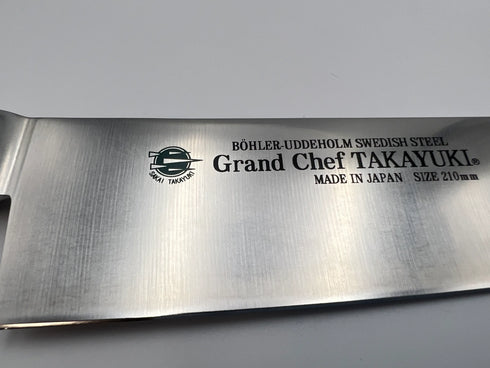 BÖHLER-UDDEHOLM SWEDISH STEEL
Grand Chef TAKAYUKI®
MADE IN JAPAN SIZE 210mm
SAKAI TAKAYUKI